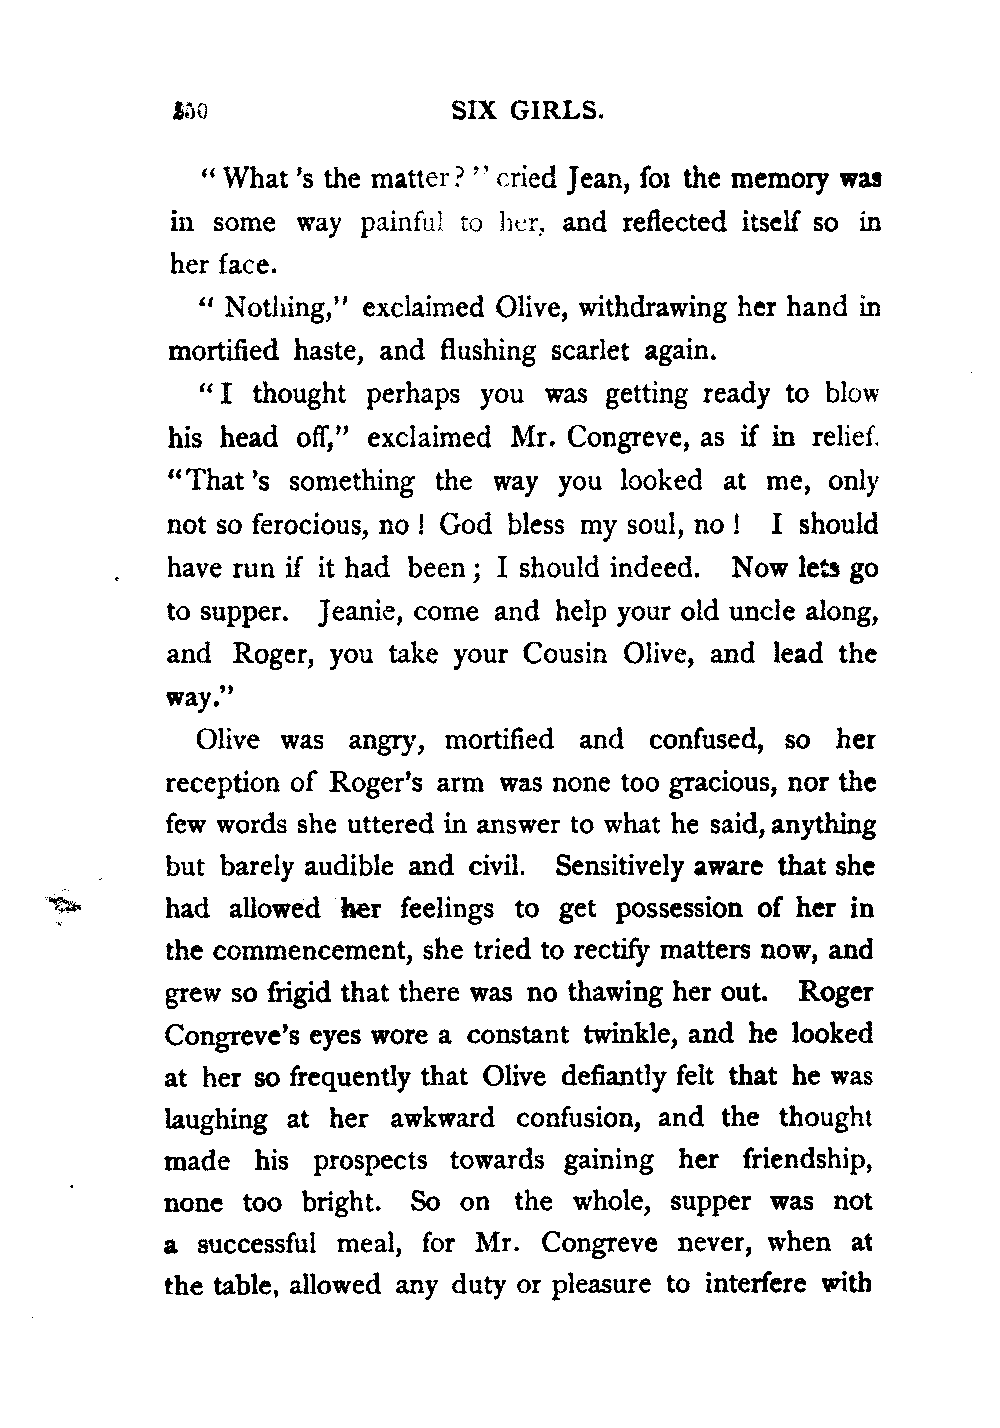 SIX GIRLS.
“ What 's the matter ? ” cried Jean, for the memory was
in some way painful to her, and reflected itself so in
her face.
“ Nothing,” exclaimed Olive, withdrawing her hand in
mortified haste, and flushing scarlet again.
“ I thought perhaps you was getting ready to blow
his head off,” exclaimed Mr. Congreve, as if in relief.
“That 's something the way you looked at me, only
not so ferocious, no ! God bless my soul, no ! I should
have run if it had been ; I should indeed. Now lets go
to supper. Jeanie, come and help your old uncle along,
and Roger, you take your Cousin Olive, and lead the
way.”
Olive was angry, mortified and confused, so her
reception of Roger's arm was none too gracious, nor the
few words she uttered in answer to what he said, anything
but barely audible and civil. Sensitively aware that she
had allowed her feelings to get possession of her in
the commencement, she tried to rectify matters now, and
grew so frigid that there was no thawing her out. Roger
Congreve's eyes wore a constant twinkle, and he looked
at her so frequently that Olive defiantly felt that he was
laughing at her awkward confusion, and the thought
made his prospects towards gaining her friendship,
none too bright. So on the whole, supper was not
a successful meal, for Mr. Congreve never, when at
the table, allowed any duty or pleasure to interfere with